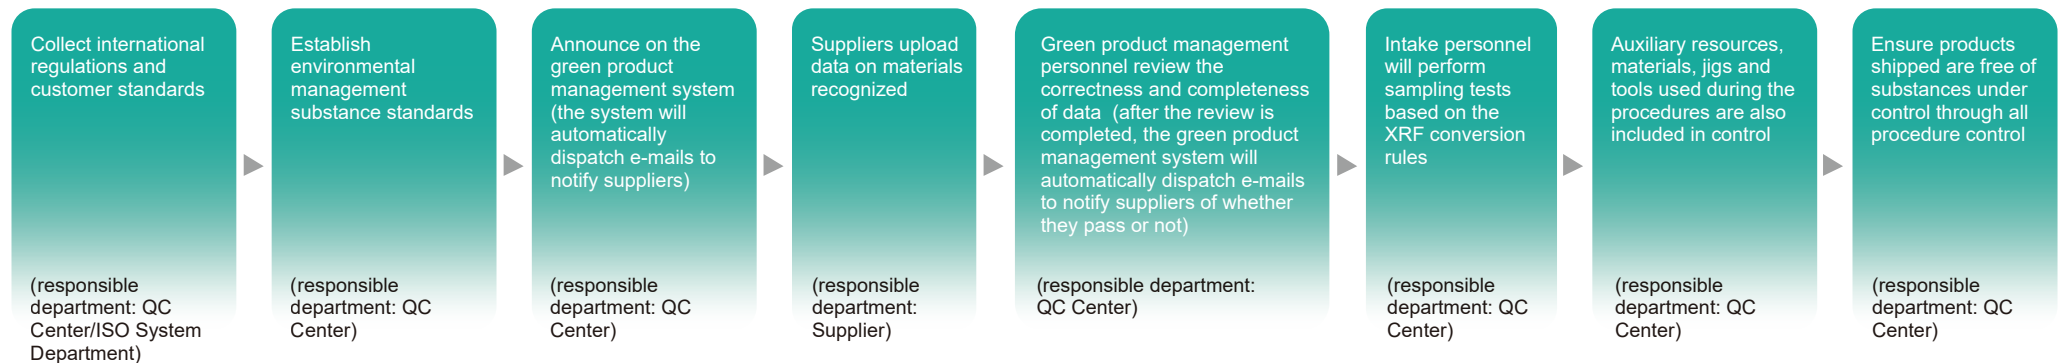 Collect international
regulations and
customer standards
(responsible
department: QC
Center/ISO System
Department)
Establish
environmental
management
substance standards
(responsible
department: QC
Center)
Announce on the
green product
management system
(the system will
automatically
dispatch e-mails to
notify suppliers)
(responsible
department: QC
Center)
Suppliers upload
data on materials
recognized
(responsible
department:
Supplier)
Green product management
personnel review the
correctness and completeness
of data (after the review is
completed, the green product
management system will
automatically dispatch e-mails
to notify suppliers of whether
they pass or not)
(responsible department:
QC Center)
Intake personnel
will perform
sampling tests
based on the
XRF conversion
rules
(responsible
department: QC
Center)
Auxiliary resources,
materials, jigs and
tools used during the
procedures are also
included in control
(responsible
department: QC
Center)
Ensure products
shipped are free of
substances under
control through all
procedure control
(responsible
department: QC
Center)